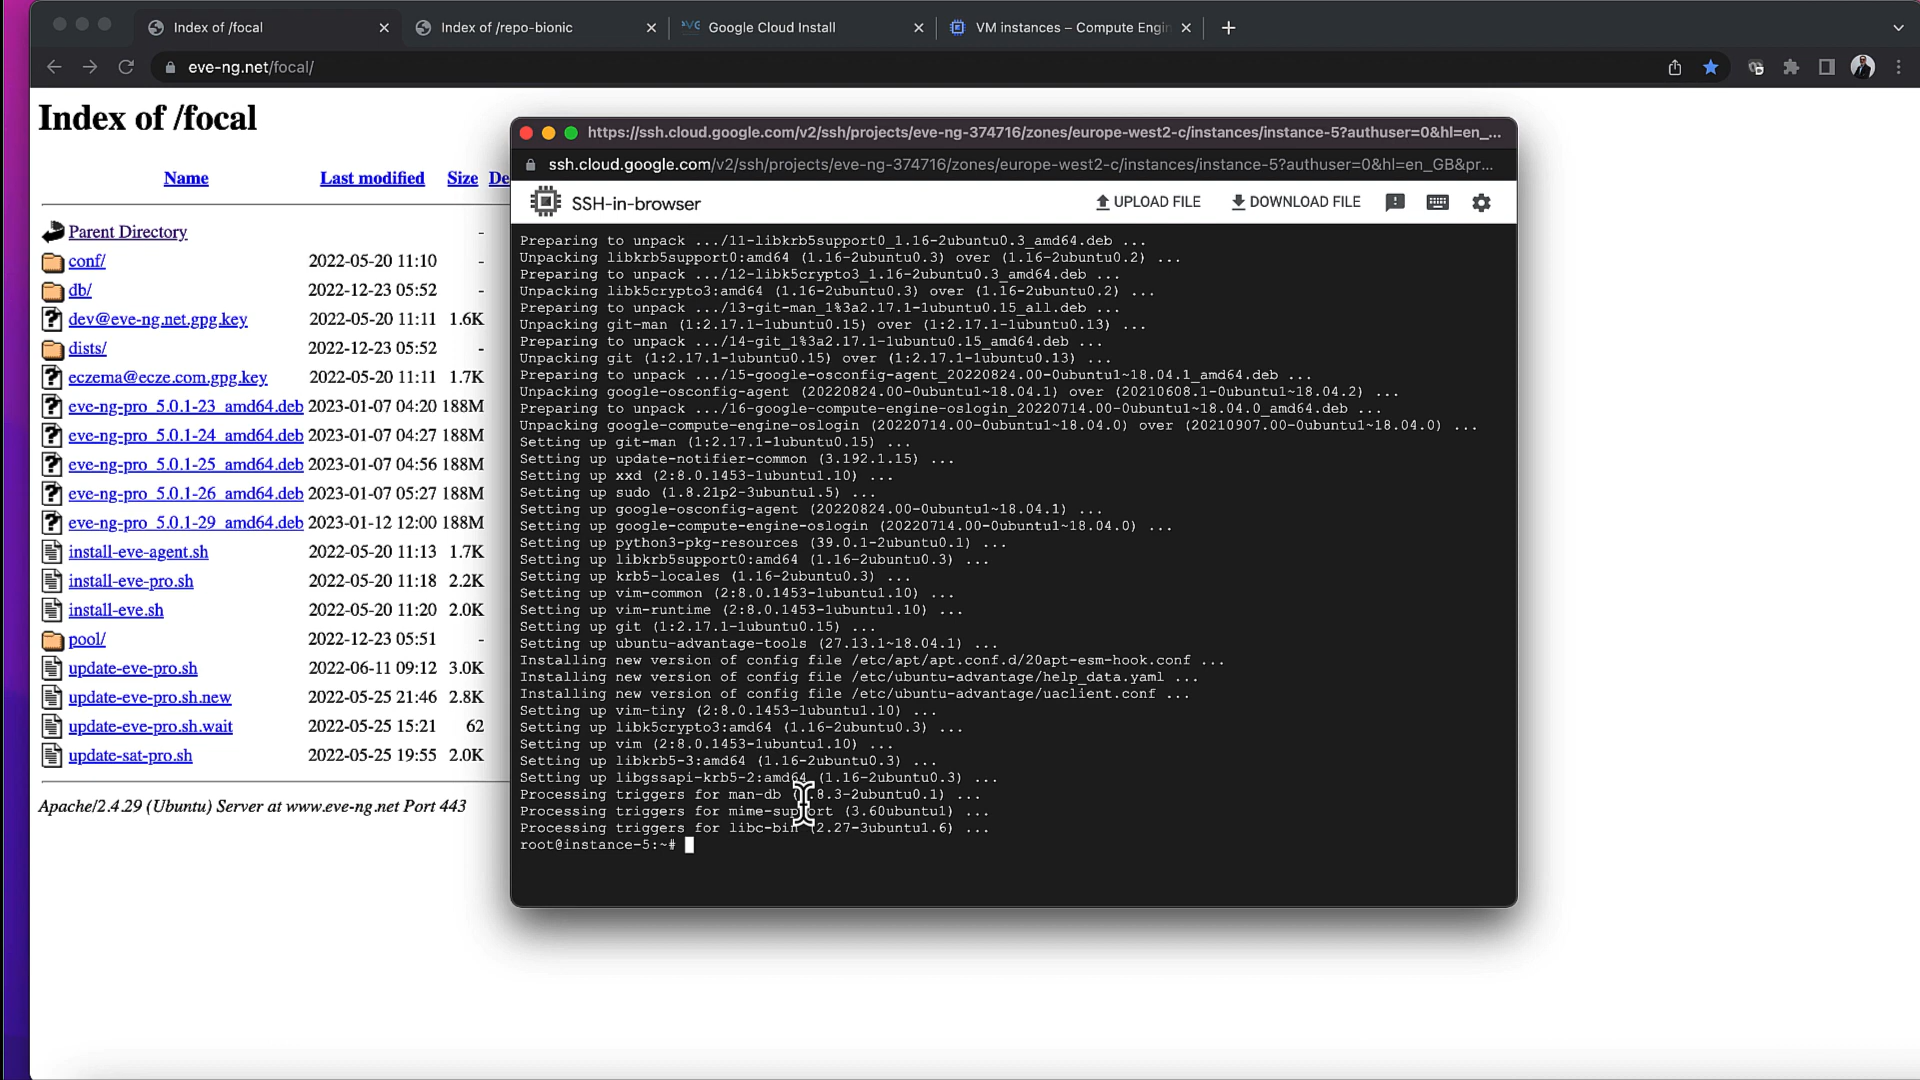 Index of /focal
Index of /repo-bionic
Google Cloud Install
VM instances – Compute Engin
eve-ng.net/focal/
Index of /focal
Name Last modified Size De
Parent Directory -
conf/ 2022-05-20 11:10 -
db/ 2022-12-23 05:52 -
dev@eve-ng.net.gpg.key 2022-05-20 11:11 1.6K
dists/ 2022-12-23 05:52 -
eczema@ecze.com.gpg.key 2022-05-20 11:11 1.7K
eve-ng-pro_5.0.1-23_amd64.deb 2023-01-07 04:20 188M
eve-ng-pro_5.0.1-24_amd64.deb 2023-01-07 04:27 188M
eve-ng-pro_5.0.1-25_amd64.deb 2023-01-07 04:56 188M
eve-ng-pro_5.0.1-26_amd64.deb 2023-01-07 05:27 188M
eve-ng-pro_5.0.1-29_amd64.deb 2023-01-12 12:00 188M
install-eve-agent.sh 2022-05-20 11:13 1.7K
install-eve-pro.sh 2022-05-20 11:18 2.2K
install-eve.sh 2022-05-20 11:20 2.0K
pool/ 2022-12-23 05:51 -
update-eve-pro.sh 2022-06-11 09:12 3.0K
update-eve-pro.sh.new 2022-05-25 21:46 2.8K
update-eve-pro.sh.wait 2022-05-25 15:21 62
update-sat-pro.sh 2022-05-25 19:55 2.0K
Apache/2.4.29 (Ubuntu) Server at www.eve-ng.net Port 443
https://ssh.cloud.google.com/v2/ssh/projects/eve-ng-374716/zones/europe-west2-c/instances/instance-5?authuser=0&hl=en_...
ssh.cloud.google.com/v2/ssh/projects/eve-ng-374716/zones/europe-west2-c/instances/instance-5?authuser=0&hl=en_GB&pr...
SSH-in-browser
UPLOAD FILE
DOWNLOAD FILE
Preparing to unpack .../11-libkrb5support0_1.16-2ubuntu0.3_amd64.deb ...
Unpacking libkrb5support0:amd64 (1.16-2ubuntu0.3) over (1.16-2ubuntu0.2) ...
Preparing to unpack .../12-libk5crypto3_1.16-2ubuntu0.3_amd64.deb ...
Unpacking libk5crypto3:amd64 (1.16-2ubuntu0.3) over (1.16-2ubuntu0.2) ...
Preparing to unpack .../13-git-man_1%3a2.17.1-1ubuntu0.15_all.deb ...
Unpacking git-man (1:2.17.1-1ubuntu0.15) over (1:2.17.1-1ubuntu0.13) ...
Preparing to unpack .../14-git_1%3a2.17.1-1ubuntu0.15_amd64.deb ...
Unpacking git (1:2.17.1-1ubuntu0.15) over (1:2.17.1-1ubuntu0.13) ...
Preparing to unpack .../15-google-osconfig-agent_20220824.00-0ubuntu1~18.04.1_amd64.deb ...
Unpacking google-osconfig-agent (20220824.00-0ubuntu1~18.04.1) over (20210608.1-0ubuntu1~18.04.2) ...
Preparing to unpack .../16-google-compute-engine-oslogin_20220714.00-0ubuntu1~18.04.0_amd64.deb ...
Unpacking google-compute-engine-oslogin (20220714.00-0ubuntu1~18.04.0) over (20210907.00-0ubuntu1~18.04.0) ...
Setting up git-man (1:2.17.1-1ubuntu0.15) ...
Setting up update-notifier-common (3.192.1.15) ...
Setting up xxd (2:8.0.1453-1ubuntu1.10) ...
Setting up sudo (1.8.21p2-3ubuntu1.5) ...
Setting up google-osconfig-agent (20220824.00-0ubuntu1~18.04.1) ...
Setting up google-compute-engine-oslogin (20220714.00-0ubuntu1~18.04.0) ...
Setting up python3-pkg-resources (39.0.1-2ubuntu0.1) ...
Setting up libkrb5support0:amd64 (1.16-2ubuntu0.3) ...
Setting up krb5-locales (1.16-2ubuntu0.3) ...
Setting up vim-common (2:8.0.1453-1ubuntu1.10) ...
Setting up vim-runtime (2:8.0.1453-1ubuntu1.10) ...
Setting up git (1:2.17.1-1ubuntu0.15) ...
Setting up ubuntu-advantage-tools (27.13.1~18.04.1) ...
Installing new version of config file /etc/apt/apt.conf.d/20apt-esm-hook.conf ...
Installing new version of config file /etc/ubuntu-advantage/help_data.yaml ...
Installing new version of config file /etc/ubuntu-advantage/uaclient.conf ...
Setting up vim-tiny (2:8.0.1453-1ubuntu1.10) ...
Setting up libk5crypto3:amd64 (1.16-2ubuntu0.3) ...
Setting up vim (2:8.0.1453-1ubuntu1.10) ...
Setting up libkrb5-3:amd64 (1.16-2ubuntu0.3) ...
Setting up libgssapi-krb5-2:amd64 (1.16-2ubuntu0.3) ...
Processing triggers for man-db (.8.3-2ubuntu0.1) ...
Processing triggers for mime-support (3.60ubuntu1) ...
Processing triggers for libc-bin (2.27-3ubuntu1.6) ...
root@instance-5:~#